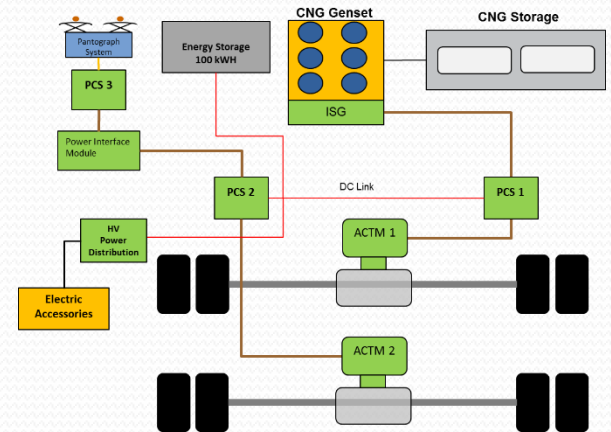 CNG Genset
CNG Storage
Pantograph
System
Energy Storage
100 kWH
PCS 3
ISG
Power Interface
Module
PCS 2
DC Link
PCS 1
HV
Power
Distribution
ACTM 1
Electric
Accessories
ACTM 2